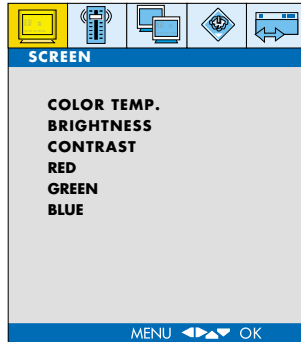 SCREEN
COLOR TEMP.
BRIGHTNESS
CONTRAST
RED
GREEN
BLUE
MENU ◀▶▲▼ OK